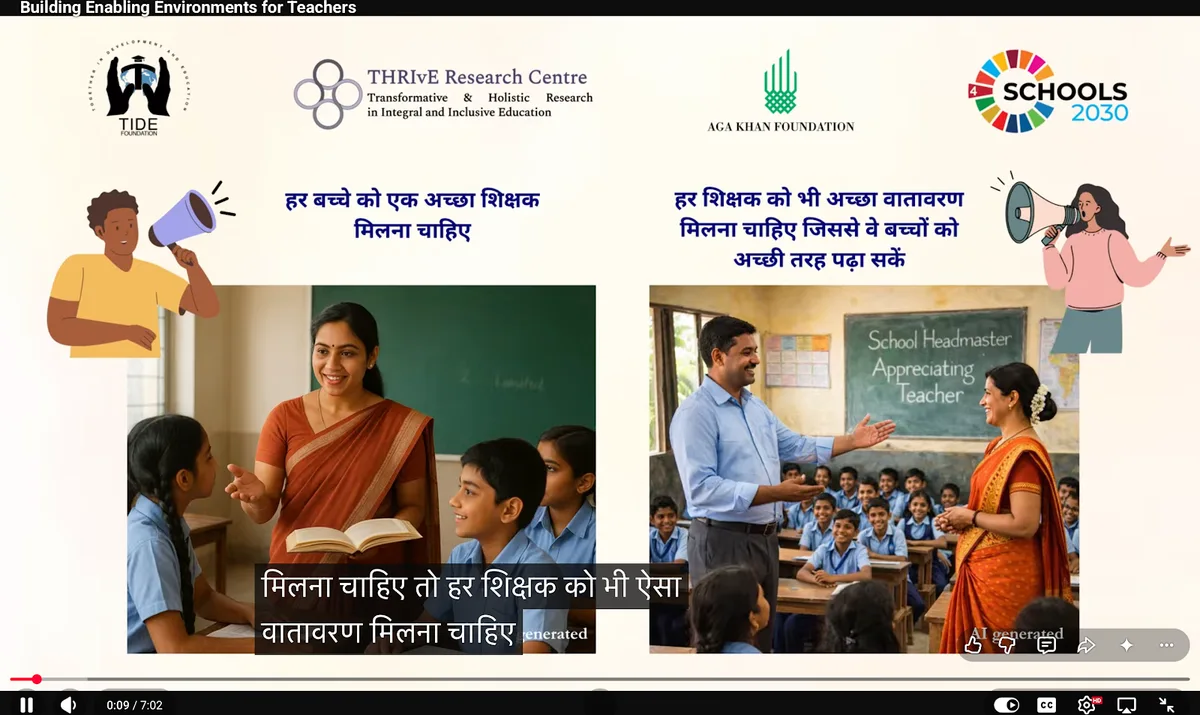 Building Enabling Environments for Teachers
TIDE
FOUNDATION
THRIvE Research Centre
Transformative & Holistic Research
in Integral and Inclusive Education
AGA KHAN FOUNDATION
4
SCHOOLS
2030
हर बच्चे को एक अच्छा शिक्षक
मिलना चाहिए
हर शिक्षक को भी अच्छा वातावरण
मिलना चाहिए जिससे वे बच्चों को
अच्छी तरह पढ़ा सकें
School Headmaster
Appreciating
Teacher
मिलना चाहिए तो हर शिक्षक को भी ऐसा
वातावरण मिलना चाहिए
generated
AI generated
0:09 / 7:02
CC
HD